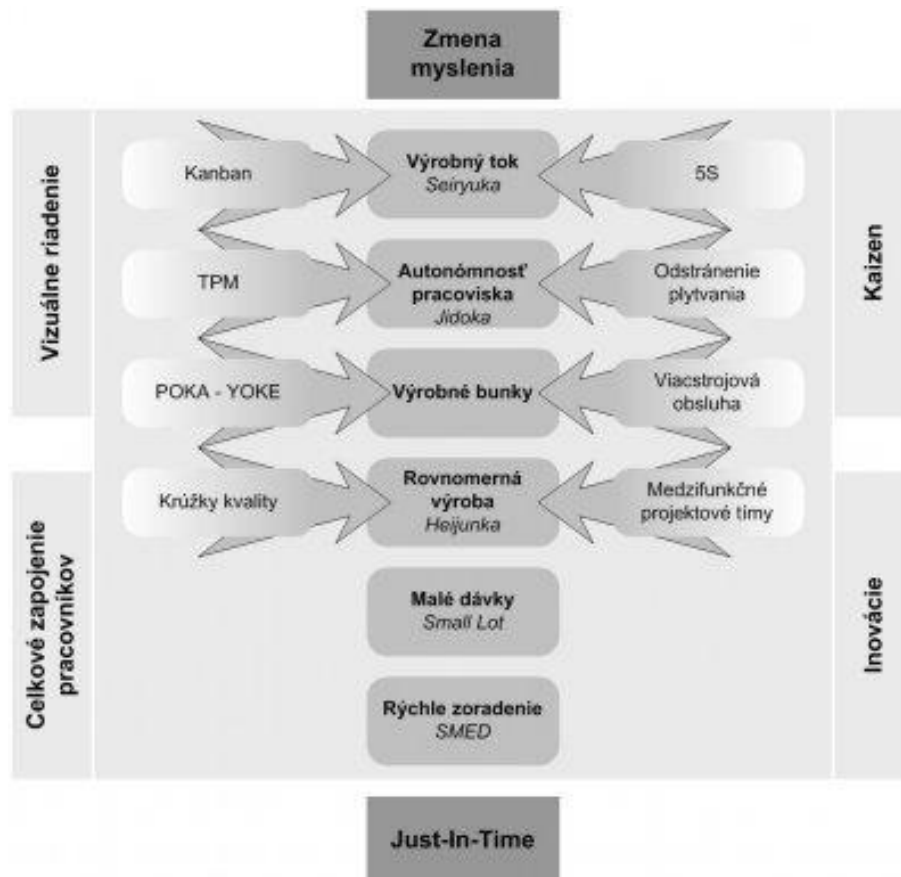 Zmena
myslenia
Vizuálne riadenie
Kanban
Výrobný tok
Seiryuka
5S
Kaizen
TPM
Autonómnosť
pracoviska
Jidoka
Odstránenie
plytvania
POKA - YOKE
Výrobné bunky
Viacstrojová
obsluha
Celkové zapojenie
pracovníkov
Krúžky kvality
Rovnomerná
výroba
Heijunka
Medzifunkčné
projektové tímy
Inovácie
Malé dávky
Small Lot
Rýchle zoradenie
SMED
Just-In-Time